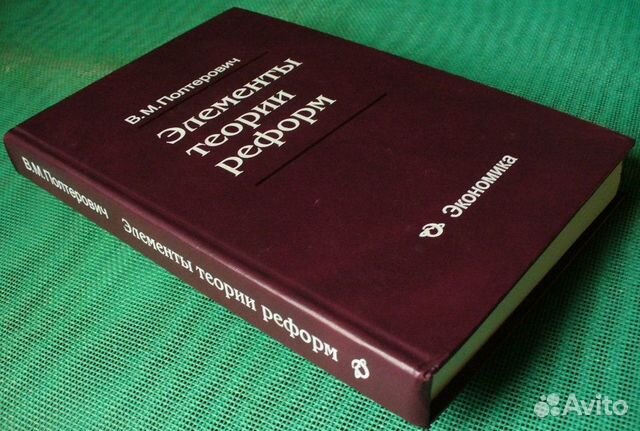 В.М.Полтерович
Элементы
теории
реформ
Экономика
В.М.Полтерович Элементы теории реформ
Avito